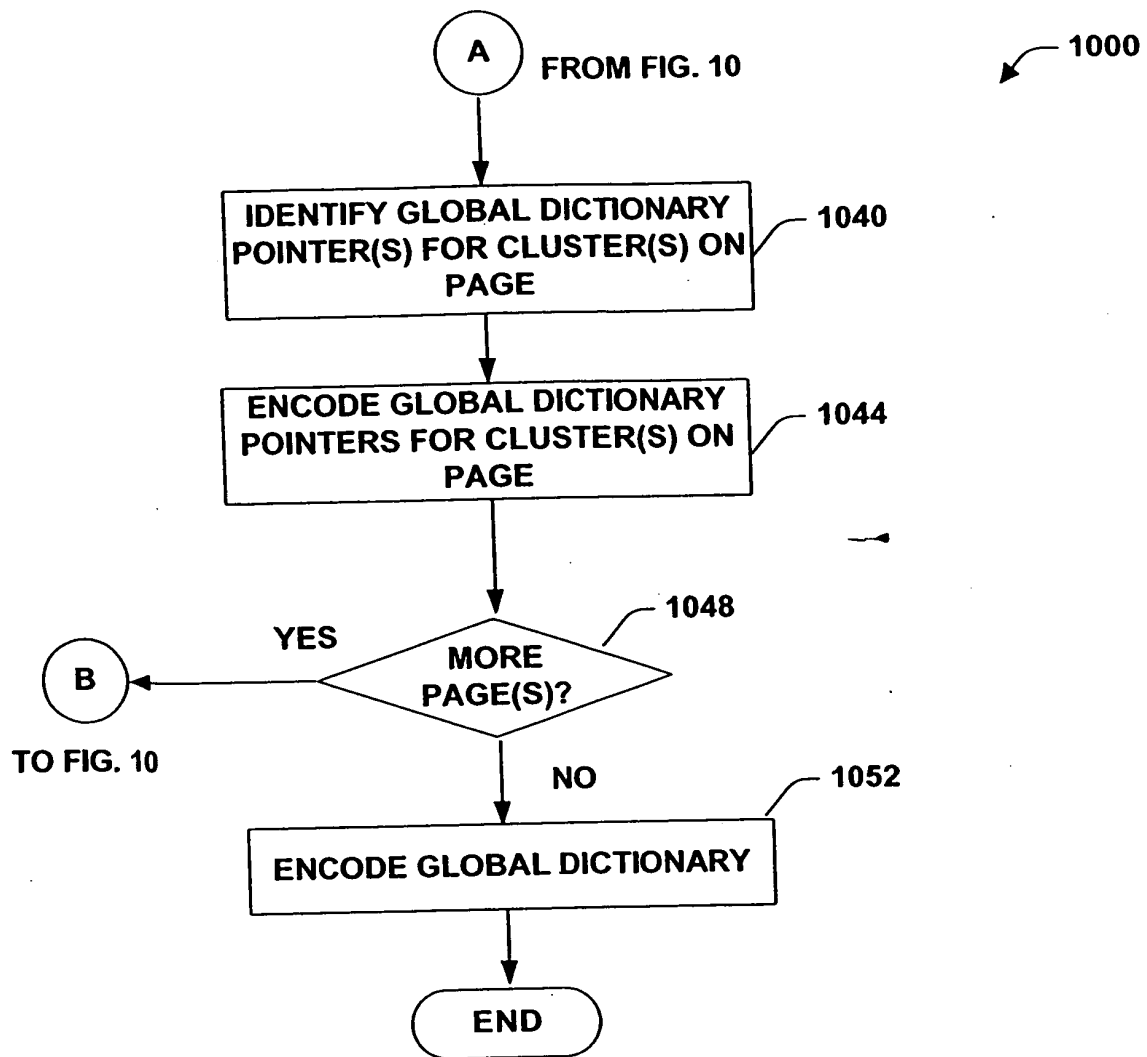 A
FROM FIG. 10
1000
IDENTIFY GLOBAL DICTIONARY
POINTER(S) FOR CLUSTER(S) ON
PAGE
1040
ENCODE GLOBAL DICTIONARY
POINTERS FOR CLUSTER(S) ON
PAGE
1044
1048
YES
MORE
PAGE(S)?
B
TO FIG. 10
NO
1052
ENCODE GLOBAL DICTIONARY
END